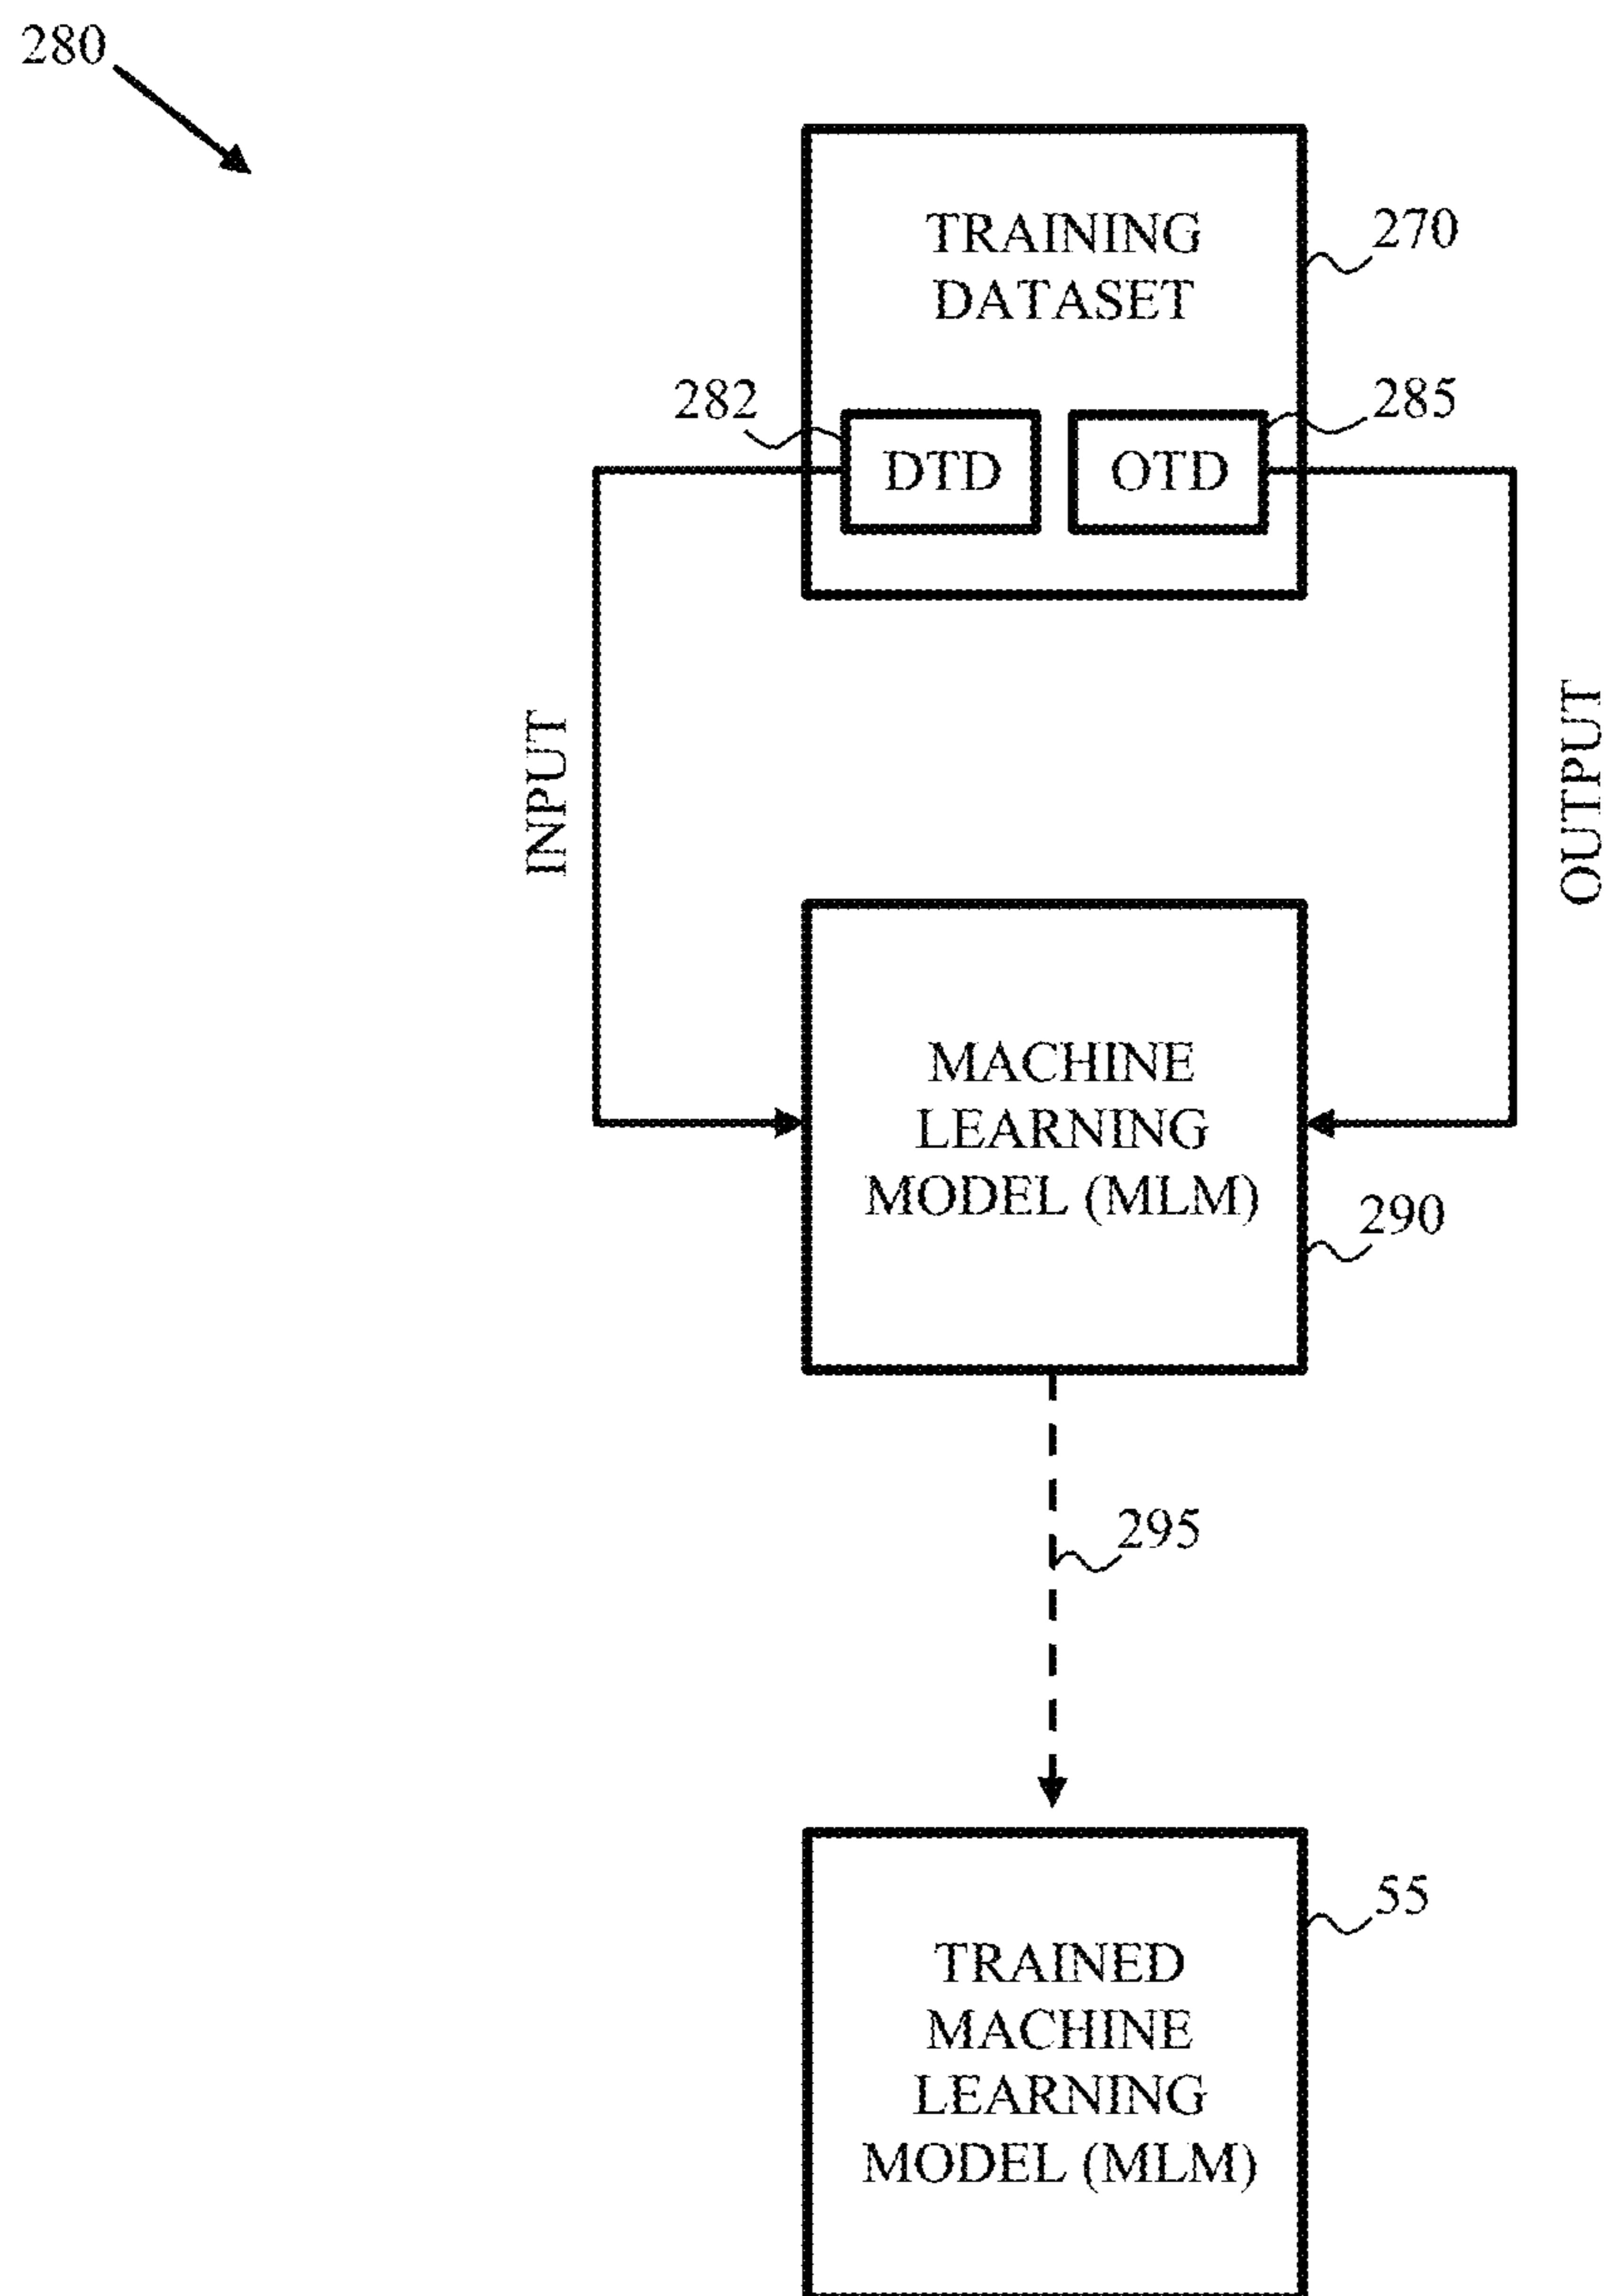 280
TRAINING
DATASET
270
282
285
DTD
OTD
INPUT
OUTPUT
MACHINE
LEARNING
MODEL (MLM)
290
295
55
TRAINED
MACHINE
LEARNING
MODEL (MLM)